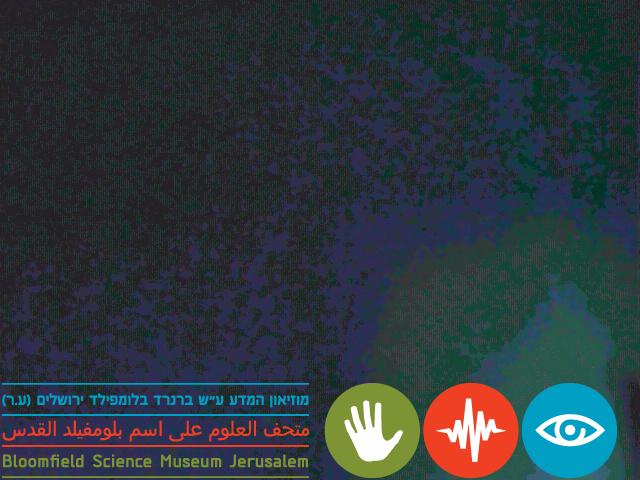 מוזיאון המדע ע״ש ברנרד בלומפילד ירושלים (ע.ר)
متحف العلوم على اسم بلومفيلد القدس
Bloomfield Science Museum Jerusalem